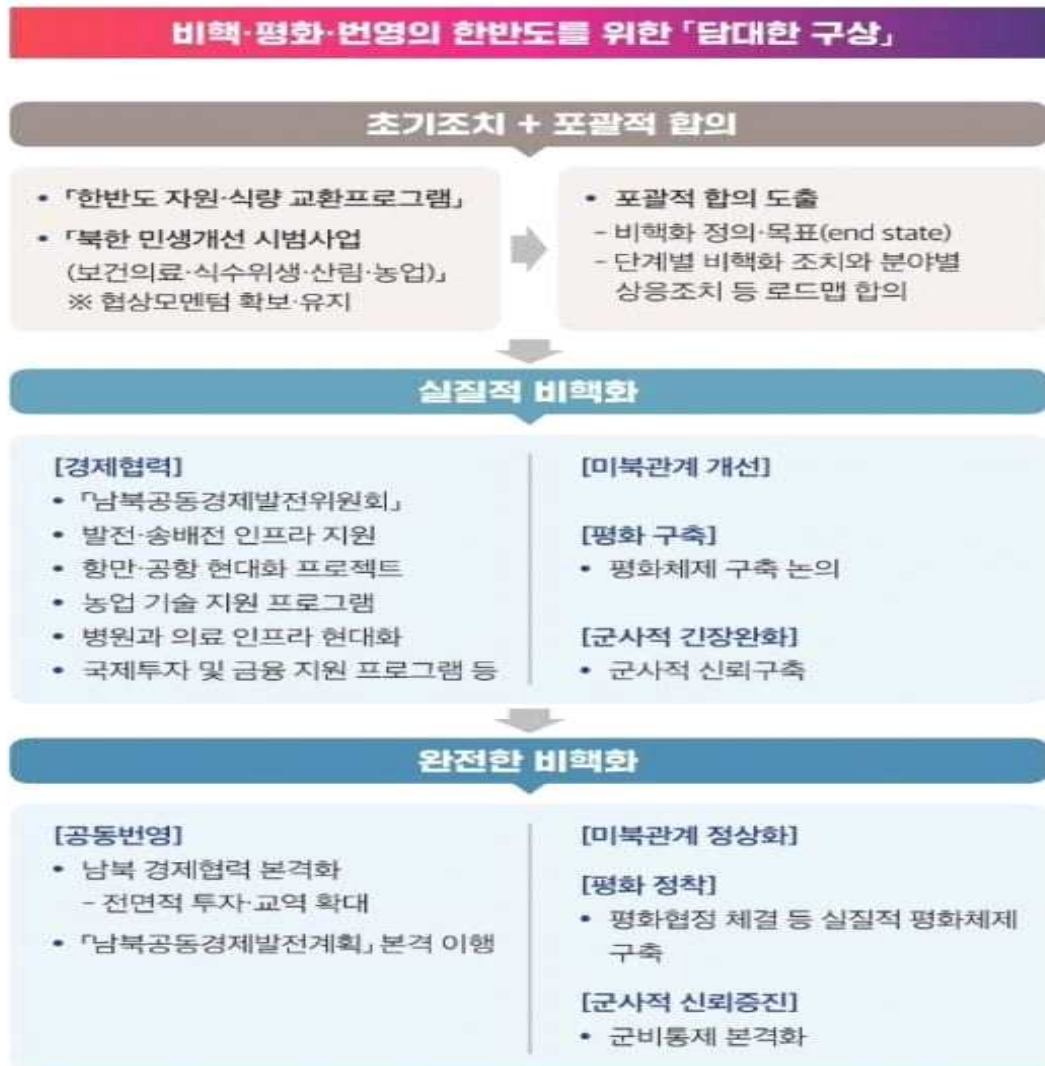 비핵·평화·번영의 한반도를 위한 「담대한 구상」
초기조치 + 포괄적 합의
• 「한반도 자원·식량 교환프로그램」
• 「북한 민생개선 시범사업
(보건의료·식수위생·산림·농업)」
※ 협상모멘텀 확보·유지
• 포괄적 합의 도출
- 비핵화 정의·목표(end state)
- 단계별 비핵화 조치와 분야별
상응조치 등 로드맵 합의
실질적 비핵화
[경제협력]
• 「남북공동경제발전위원회」
• 발전·송배전 인프라 지원
• 항만·공항 현대화 프로젝트
• 농업 기술 지원 프로그램
• 병원과 의료 인프라 현대화
• 국제투자 및 금융 지원 프로그램 등
[미북관계 개선]
[평화 구축]
• 평화체제 구축 논의
[군사적 긴장완화]
• 군사적 신뢰구축
완전한 비핵화
[공동번영]
• 남북 경제협력 본격화
- 전면적 투자·교역 확대
• 「남북공동경제발전계획」 본격 이행
[미북관계 정상화]
[평화 정착]
• 평화협정 체결 등 실질적 평화체제
구축
[군사적 신뢰증진]
• 군비통제 본격화